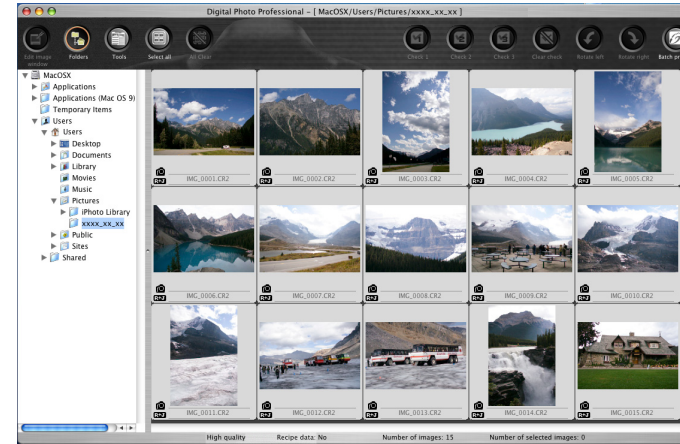 Digital Photo Professional – [ MacOSX/Users/Pictures/xxxx_xx_xx ]
Edit image window
Folders
Tools
Select all
All Clear
Check 1
Check 2
Check 3
Clear check
Rotate left
Rotate right
Batch pr
MacOSX
Applications
Applications (Mac OS 9)
Temporary Items
Users
Users
Desktop
Documents
Library
Movies
Music
Pictures
iPhoto Library
xxxx_xx_xx
Public
Sites
Shared
R+J IMG_0001.CR2
R+J IMG_0002.CR2
R+J IMG_0003.CR2
R+J IMG_0004.CR2
R+J IMG_0005.CR2
R+J IMG_0006.CR2
R+J IMG_0007.CR2
R+J IMG_0008.CR2
R+J IMG_0009.CR2
R+J IMG_0010.CR2
R+J IMG_0011.CR2
R+J IMG_0012.CR2
R+J IMG_0013.CR2
R+J IMG_0014.CR2
R+J IMG_0015.CR2
High quality Recipe data: No Number of images: 15 Number of selected images: 0